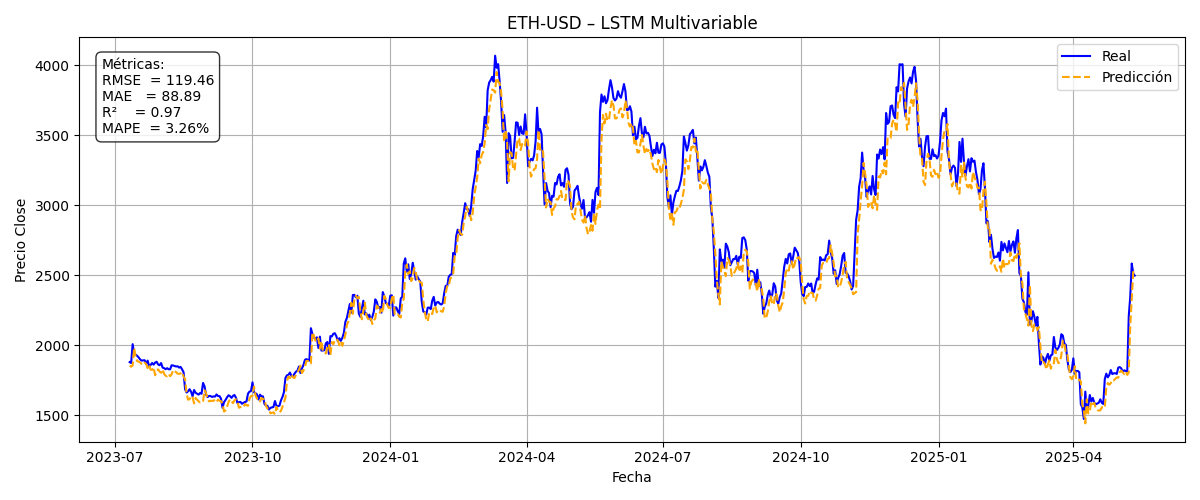 ETH-USD – LSTM Multivariable
Métricas:
RMSE = 119.46
MAE = 88.89
R² = 0.97
MAPE = 3.26%
Real
Predicción
Precio Close
4000
3500
3000
2500
2000
1500
2023-07 2023-10 2024-01 2024-04 2024-07 2024-10 2025-01 2025-04
Fecha